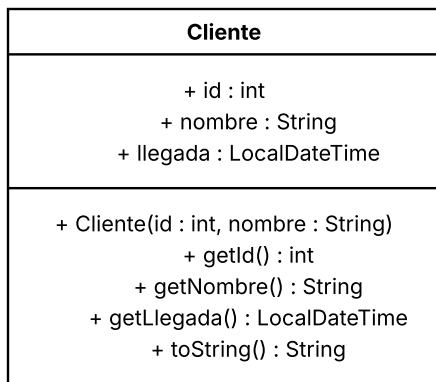 Cliente
+ id : int
+ nombre : String
+ llegada : LocalDateTime
+ Cliente(id : int, nombre : String)
+ getId() : int
+ getNombre() : String
+ getLlegada() : LocalDateTime
+ toString() : String